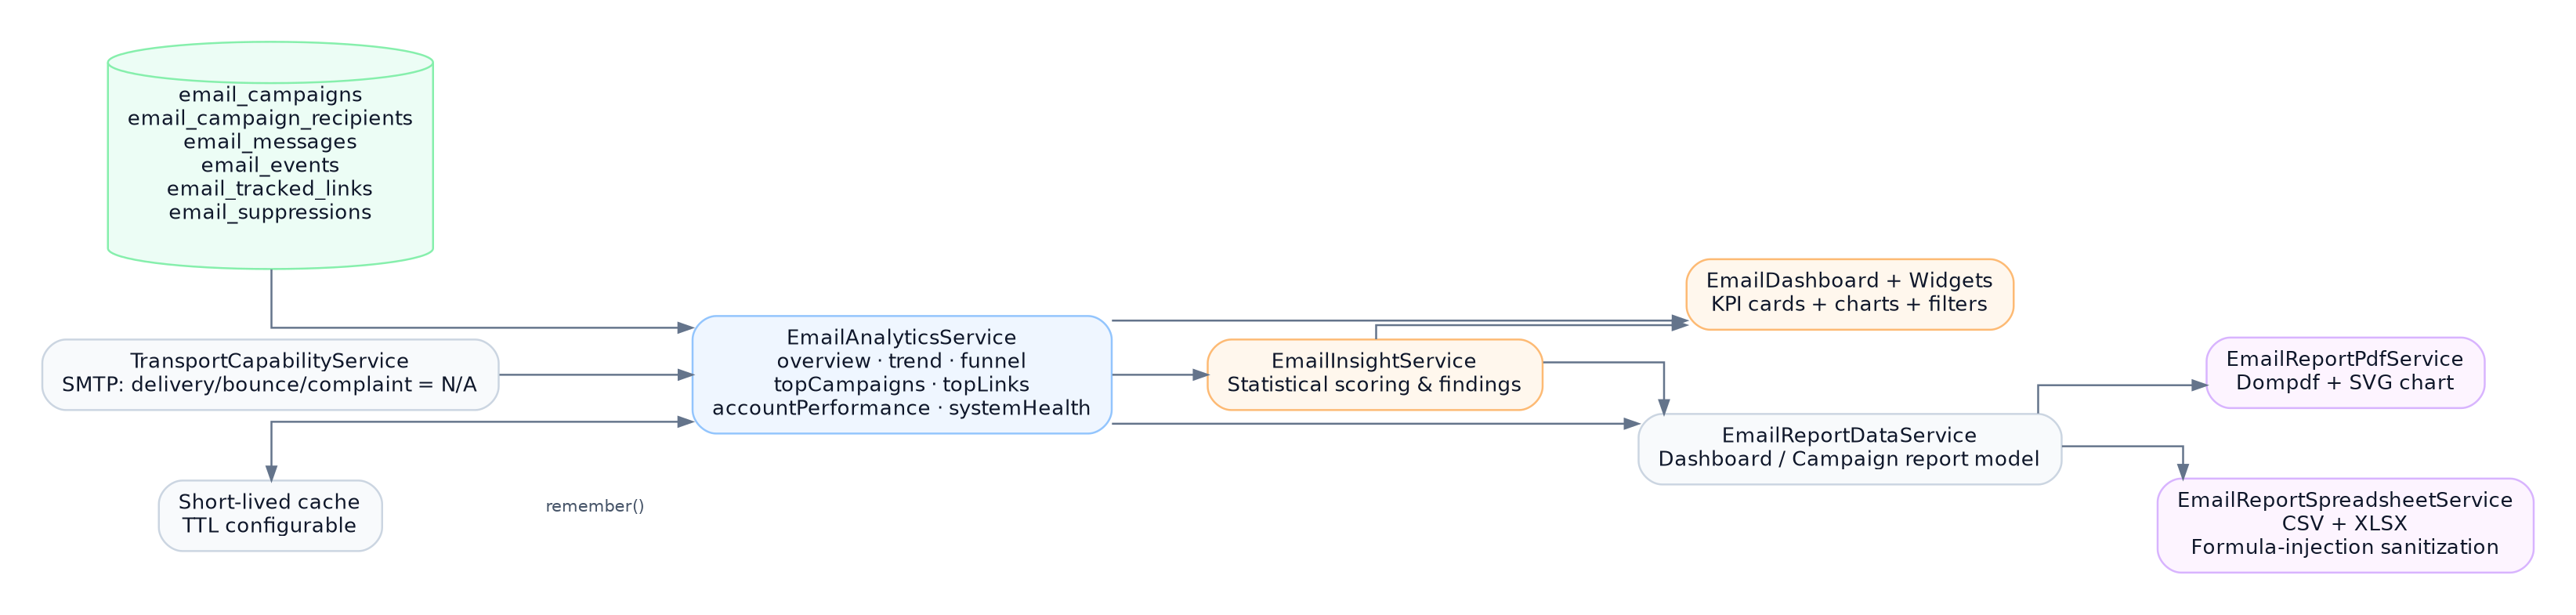 email_campaigns
email_campaign_recipients
email_messages
email_events
email_tracked_links
email_suppressions
TransportCapabilityService
SMTP: delivery/bounce/complaint = N/A
Short-lived cache
TTL configurable
remember()
EmailAnalyticsService
overview · trend · funnel
topCampaigns · topLinks
accountPerformance · systemHealth
EmailInsightService
Statistical scoring & findings
EmailDashboard + Widgets
KPI cards + charts + filters
EmailReportDataService
Dashboard / Campaign report model
EmailReportPdfService
Dompdf + SVG chart
EmailReportSpreadsheetService
CSV + XLSX
Formula-injection sanitization